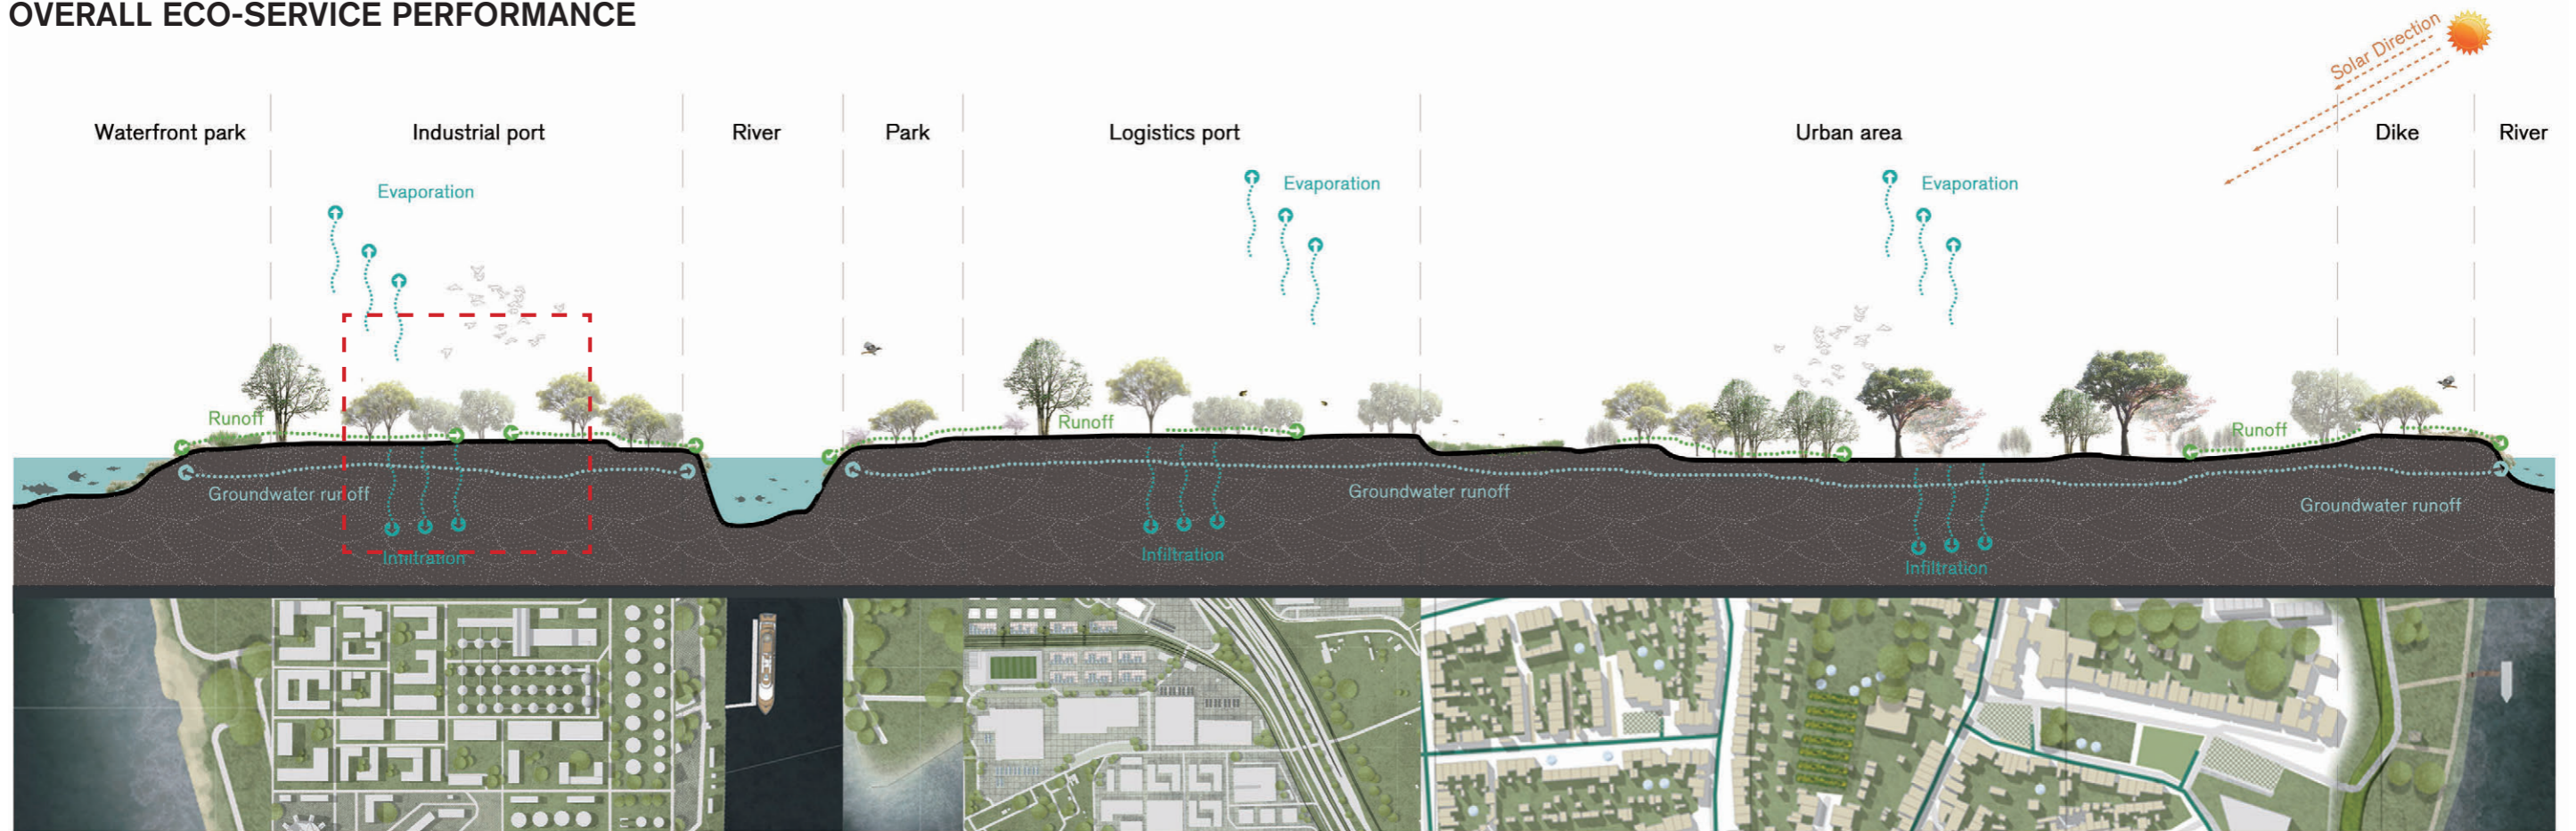 OVERALL ECO-SERVICE PERFORMANCE
Solar Direction
Waterfront park
Industrial port
River
Park
Logistics port
Urban area
Dike
River
Evaporation
Evaporation
Evaporation
Runoff
Runoff
Runoff
Groundwater runoff
Groundwater runoff
Groundwater runoff
Infiltration
Infiltration
Infiltration